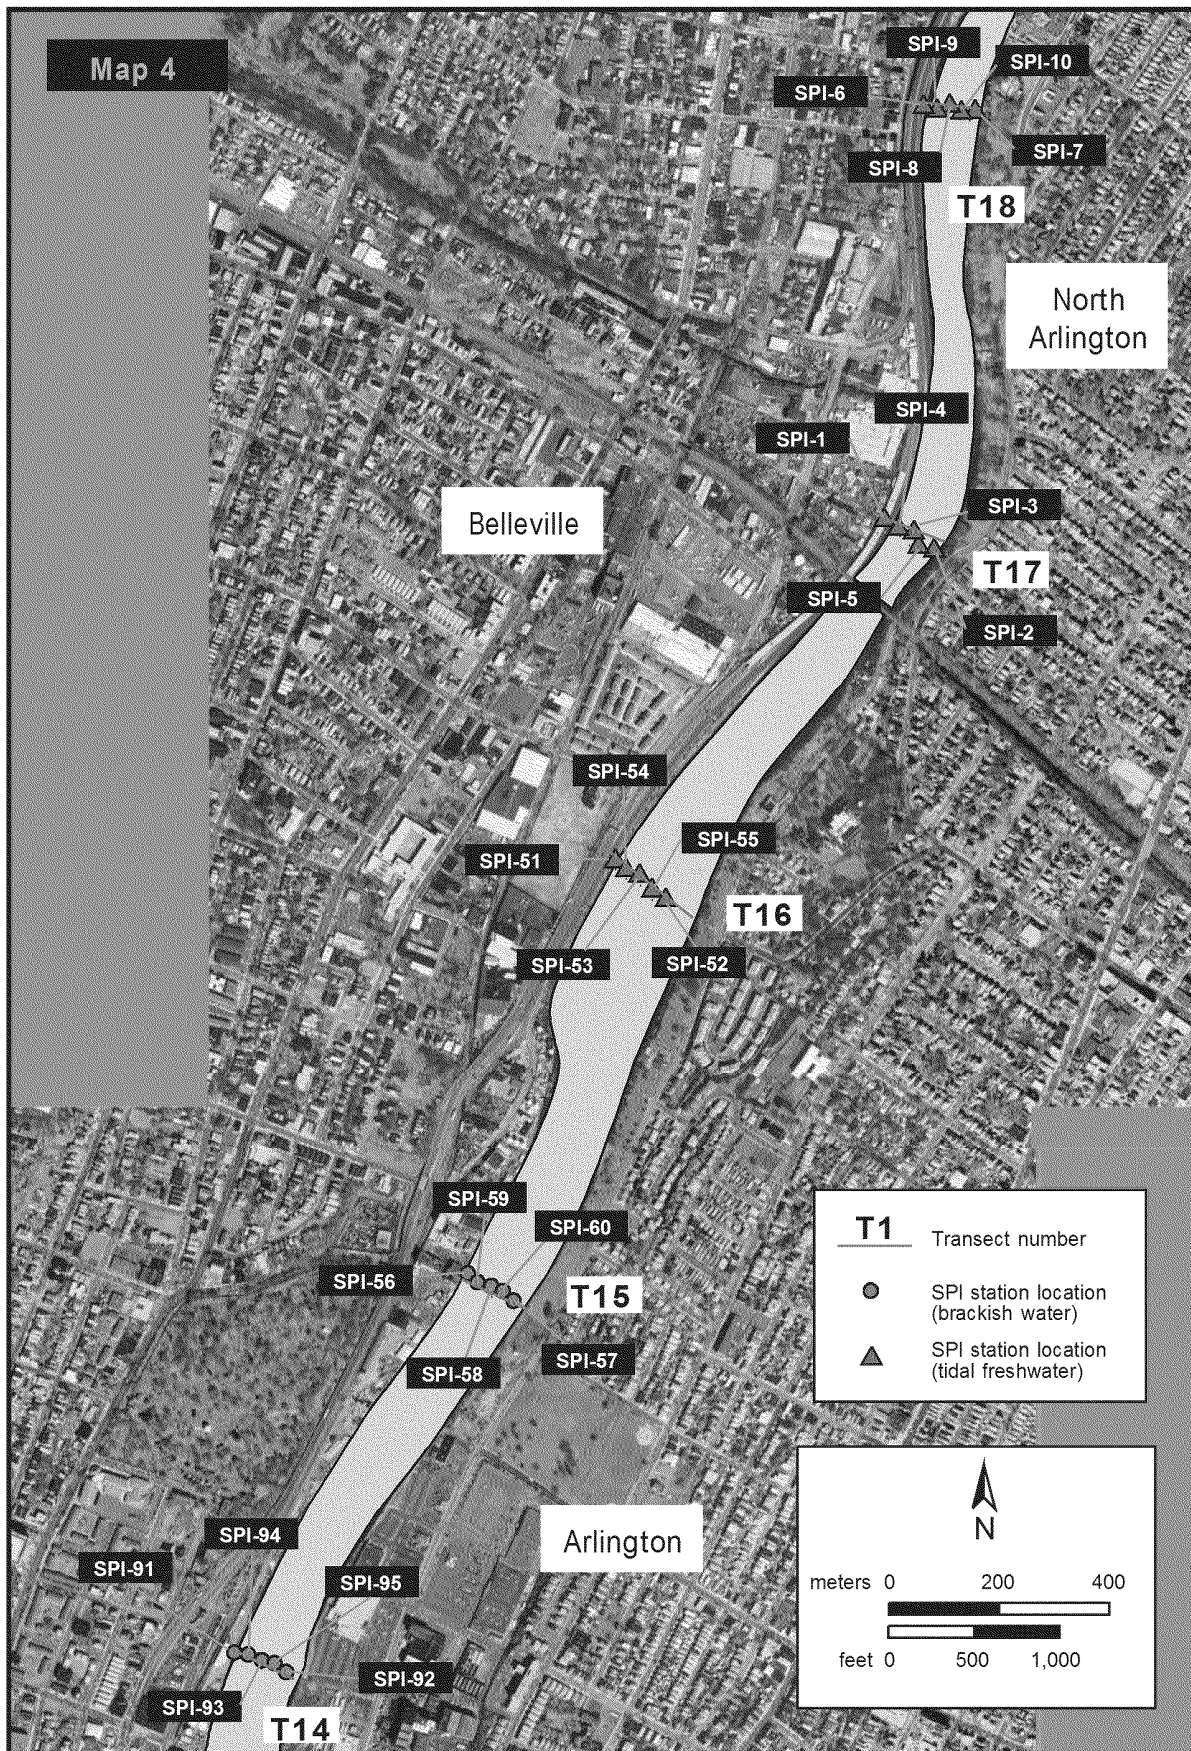 Map 4
SPI-9
SPI-10
SPI-6
SPI-7
SPI-8
T18
North
Arlington
SPI-4
SPI-1
Belleville
SPI-3
T17
SPI-5
SPI-2
SPI-54
SPI-55
SPI-51
T16
SPI-53
SPI-52
SPI-59
SPI-60
SPI-56
T15
SPI-58
SPI-57
T1 Transect number
SPI station location
(brackish water)
SPI station location
(tidal freshwater)
Arlington
N
meters 0 200 400
feet 0 500 1,000
SPI-94
SPI-91
SPI-95
SPI-92
SPI-93
T14